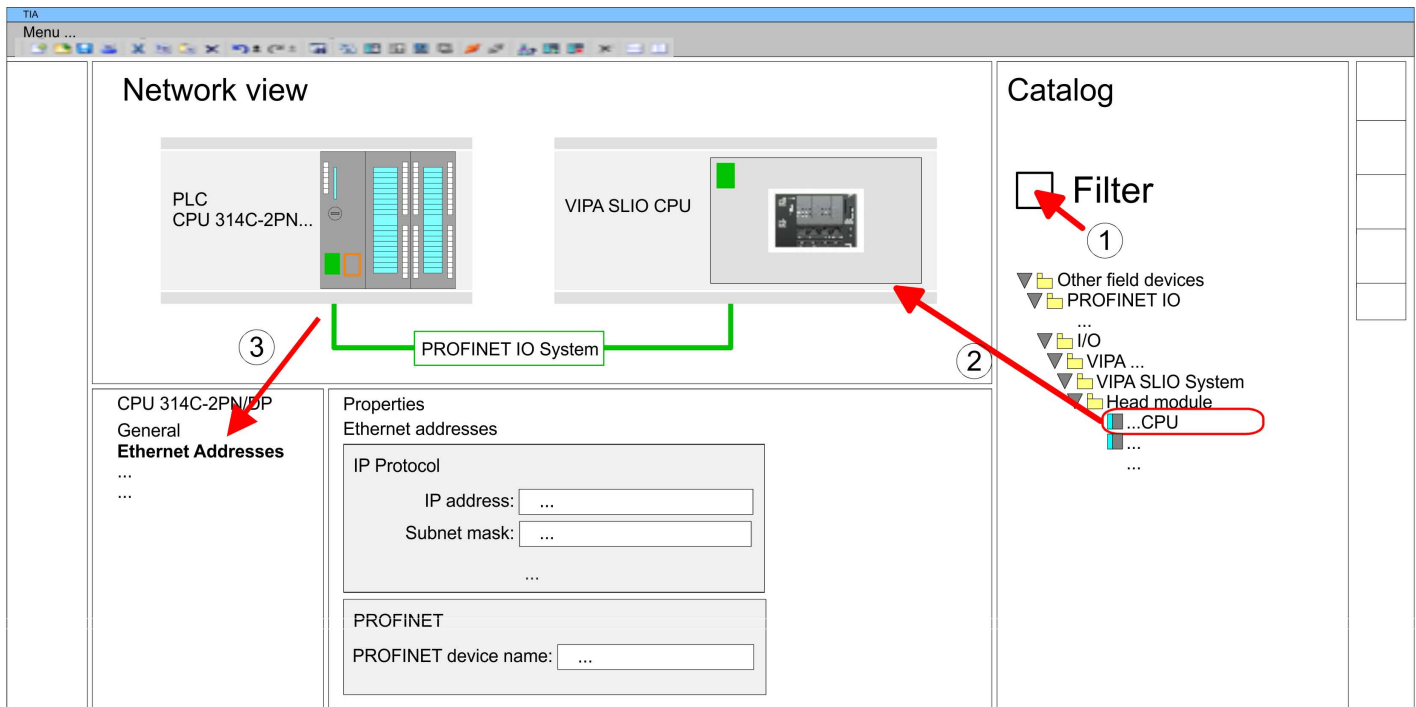 TIA
Menu ...
Network view
PLC
CPU 314C-2PN...
VIPA SLIO CPU
PROFINET IO System
3
2
CPU 314C-2PN/DP
General
Ethernet Addresses
...
...
Properties
Ethernet addresses
IP Protocol
IP address: ...
Subnet mask: ...
...
PROFINET
PROFINET device name: ...
Catalog
Filter
1
Other field devices
PROFINET IO
...
I/O
VIPA ...
VIPA SLIO System
Head module
...CPU
...
...